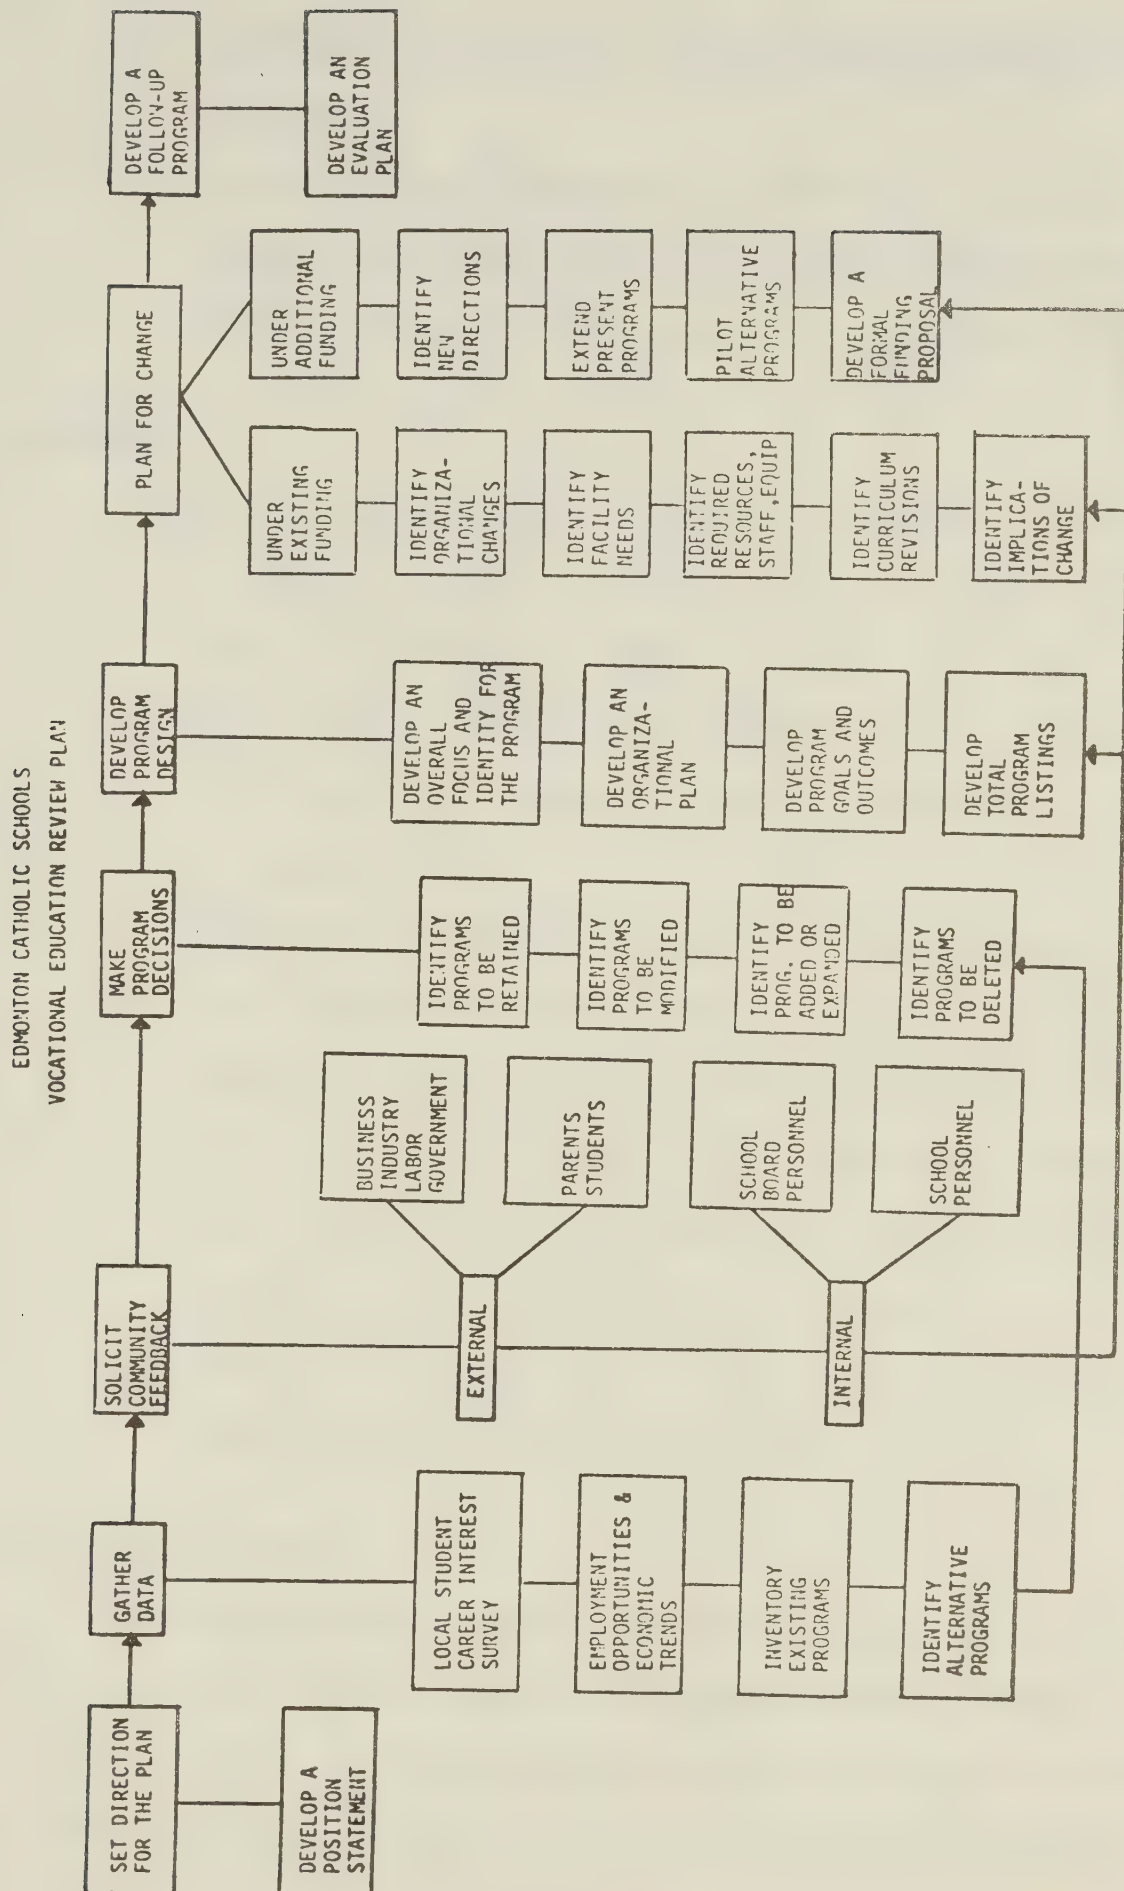 EDMONTON CATHOLIC SCHOOLS
VOCATIONAL EDUCATION REVIEW PLAN
SET DIRECTION
FOR THE PLAN
DEVELOP A
POSITION
STATEMENT
GATHER
DATA
LOCAL STUDENT
CAREER INTEREST
SURVEY
EMPLOYMENT
OPPORTUNITIES &
ECONOMIC
TRENDS
INVENTORY
EXISTING
PROGRAMS
IDENTIFY
ALTERNATIVE
PROGRAMS
SOLICIT
COMMUNITY
FEEDBACK
EXTERNAL
BUSINESS
INDUSTRY
LABOR
GOVERNMENT
PARENTS
STUDENTS
INTERNAL
SCHOOL
BOARD
PERSONNEL
SCHOOL
PERSONNEL
MAKE
PROGRAM
DECISIONS
IDENTIFY
PROGRAMS
TO BE
RETAINED
IDENTIFY
PROGRAMS
TO BE
MODIFIED
IDENTIFY
PROG. TO BE
ADDED OR
EXPANDED
IDENTIFY
PROGRAMS
TO BE
DELETED
DEVELOP
PROGRAM
DESIGN
DEVELOP AN
OVERALL
FOCUS AND
IDENTITY FOR
THE PROGRAM
DEVELOP AN
ORGANIZA-
TIONAL
PLAN
DEVELOP
PROGRAM
GOALS AND
OUTCOMES
DEVELOP
TOTAL
PROGRAM
LISTINGS
PLAN FOR CHANGE
UNDER
EXISTING
FUNDING
IDENTIFY
ORGANIZA-
TIONAL
CHANGES
IDENTIFY
FACILITY
NEEDS
IDENTIFY
REQUIRED
RESOURCES,
STAFF,EQUIP
IDENTIFY
CURRICULUM
REVISIONS
IDENTIFY
IMPLICA-
TIONS OF
CHANGE
UNDER
ADDITIONAL
FUNDING
IDENTIFY
NEW
DIRECTIONS
EXTEND
PRESENT
PROGRAMS
PILOT
ALTERNATIVE
PROGRAMS
DEVELOP A
FORMAL
FUNDING
PROPOSAL
DEVELOP A
FOLLOW-UP
PROGRAM
DEVELOP AN
EVALUATION
PLAN